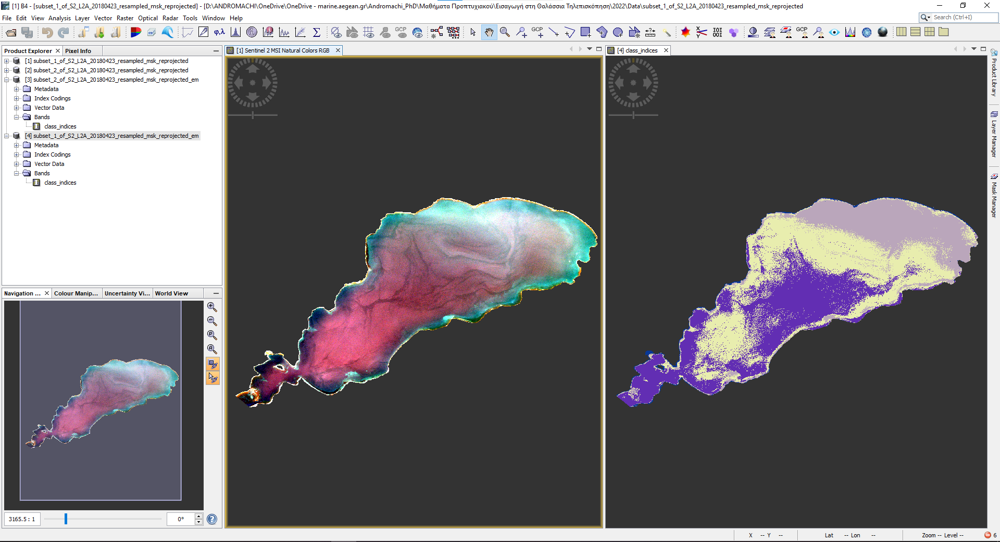 [1] B4 - [subset_1_of_S2_L2A_20180423_resampled_msk_reprojected] - [D:\ANDROMACHI\OneDrive\OneDrive - marine.aegean.gr\Andromachi_PhD\Μαθήματα Προπτυχιακού\Εισαγωγή στη Θαλάσσια Τηλεπισκόπηση\2022\Data\subset_1_of_S2_L2A_20180423_resampled_msk_reprojected]
File Edit View Analysis Layer Vector Raster Optical Radar Tools Window Help
Search (Ctrl+I)
φ,λ Σ GCP GCP GCP
Product Explorer Pixel Info
[1] Sentinel 2 MSI Natural Colors RGB
[4] class_indices
[1] subset_1_of_S2_L2A_20180423_resampled_msk_reprojected
[2] subset_2_of_S2_L2A_20180423_resampled_msk_reprojected
[3] subset_2_of_S2_L2A_20180423_resampled_msk_reprojected_em
Metadata
Index Codings
Vector Data
Bands
class_indices
[4] subset_1_of_S2_L2A_20180423_resampled_msk_reprojected_em
Metadata
Index Codings
Vector Data
Bands
class_indices
Product Library
Layer Manager
Mask Manager
Navigation ... Colour Manip... Uncertainty Vi... World View
3165.5 : 1
0°
X -- Y -- Lat -- Lon -- Zoom -- Level -- 6